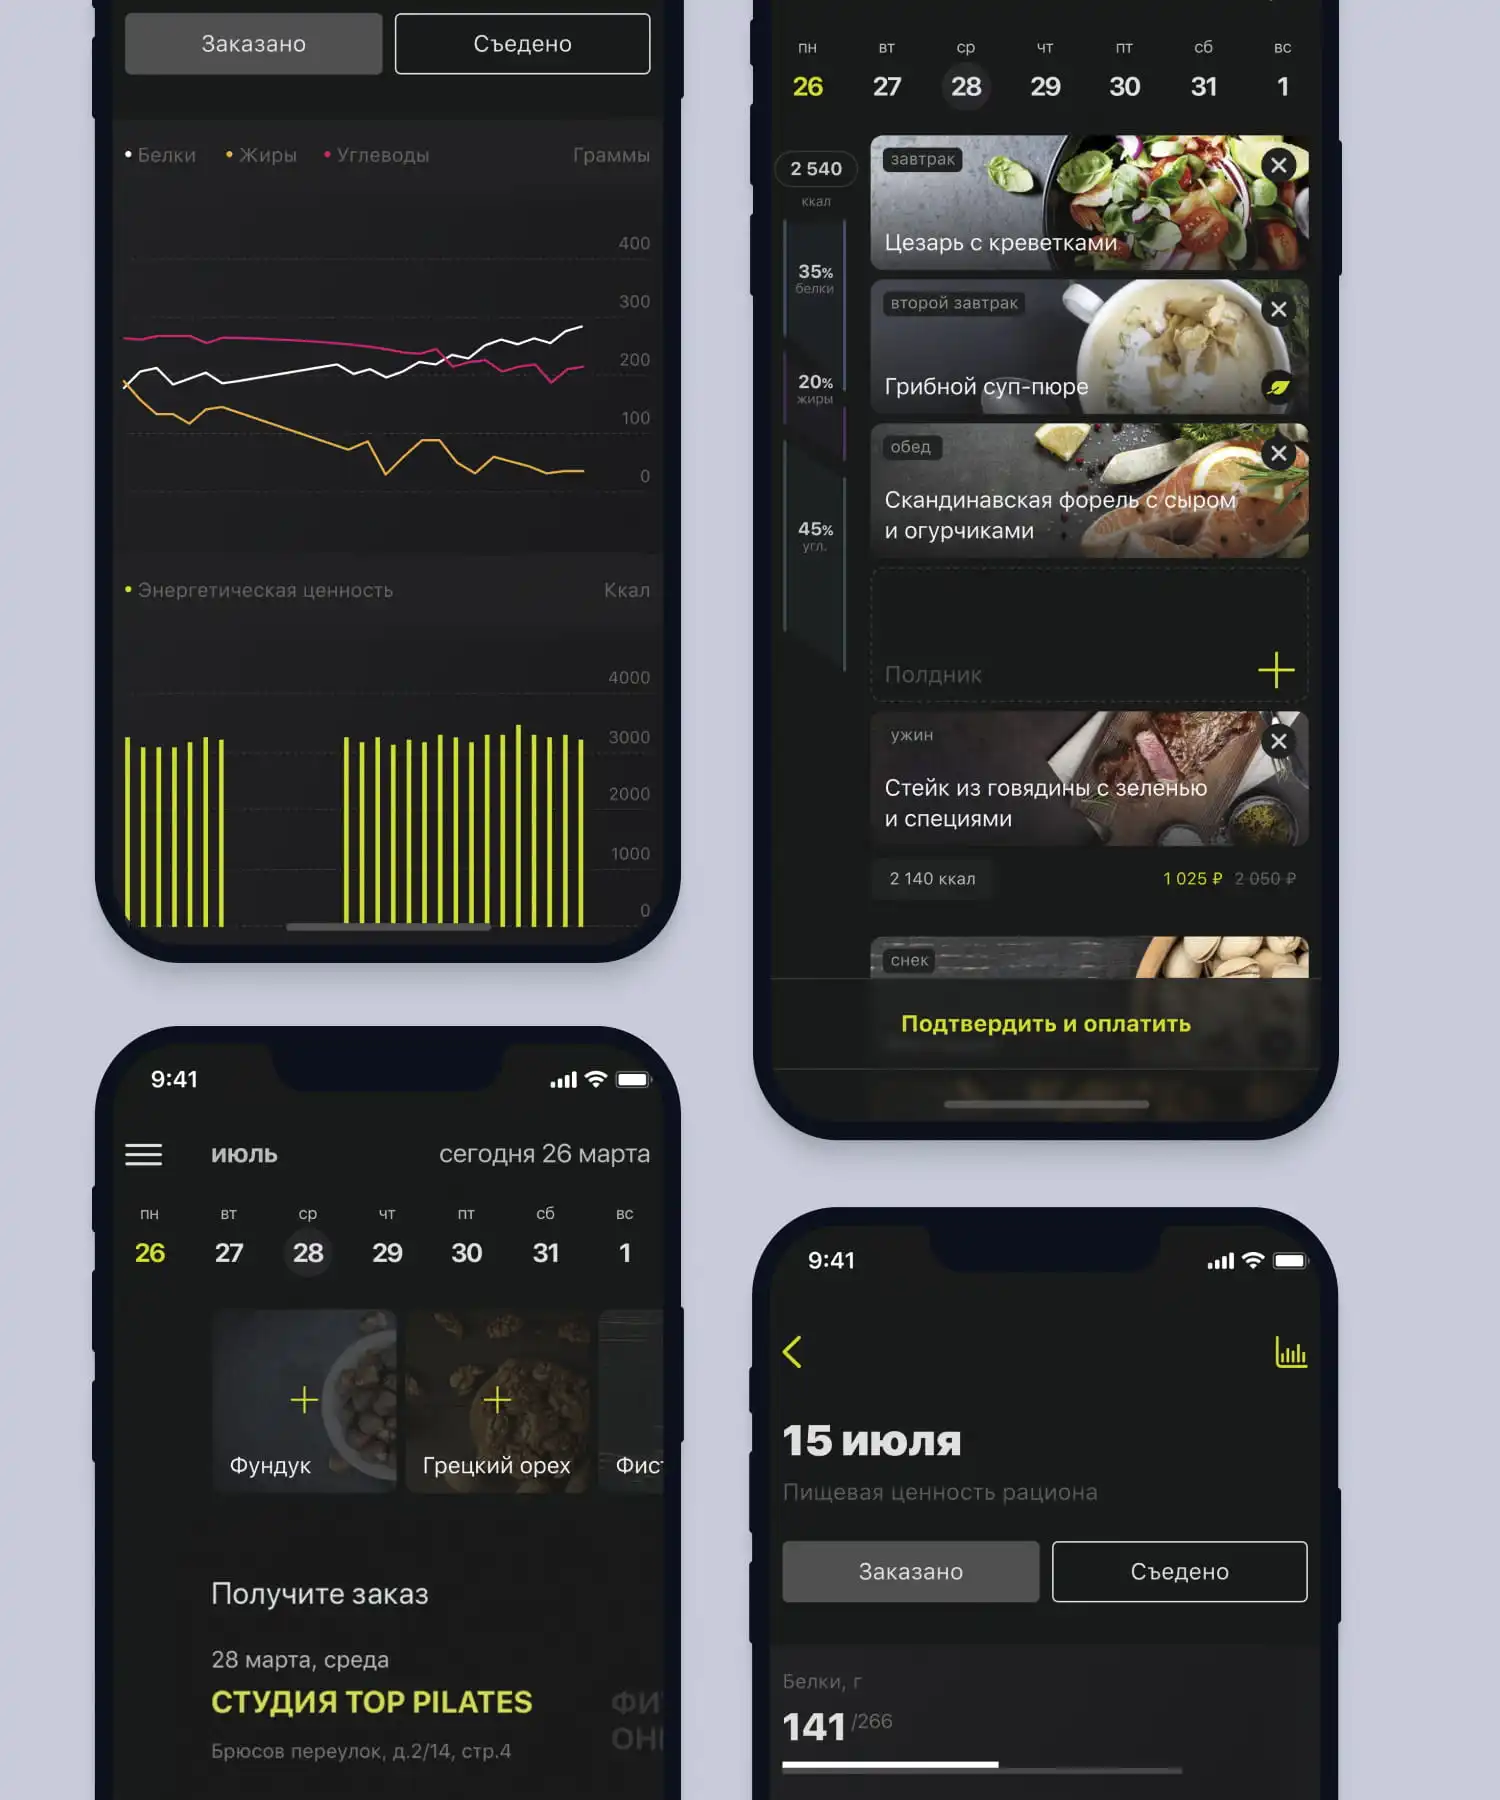 Заказано
Съедено
Белки Жиры Углеводы Граммы
400
300
200
100
0
Энергетическая ценность Ккал
4000
3000
2000
1000
0
пн вт ср чт пт сб вс
26 27 28 29 30 31 1
2 540
ккал
35%
белки
20%
жиры
45%
угл.
завтрак
Цезарь с креветками
второй завтрак
Грибной суп-пюре
обед
Скандинавская форель с сыром
и огурчиками
Полдник
ужин
Стейк из говядины с зеленью
и специями
2 140 ккал 1 025 ₽ 2 050 ₽
снек
Подтвердить и оплатить
9:41
июль сегодня 26 марта
пн вт ср чт пт сб вс
26 27 28 29 30 31 1
Фундук
Грецкий орех
Фист
Получите заказ
28 марта, среда
СТУДИЯ TOP PILATES
Брюсов переулок, д.2/14, стр.4
ФИ
ОН
9:41
15 июля
Пищевая ценность рациона
Заказано
Съедено
Белки, г
141/266